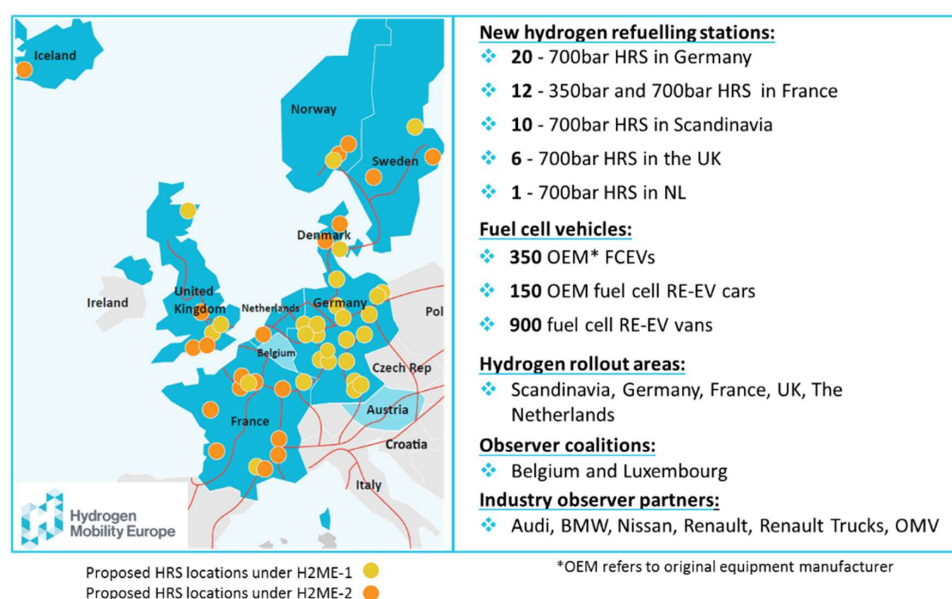 Iceland
Norway
Sweden
Denmark
United
Kingdom
Ireland
Netherlands
Germany
Pol
Belgium
Czech Rep
Austria
France
Croatia
Italy
Hydrogen
Mobility Europe
Proposed HRS locations under H2ME-1
Proposed HRS locations under H2ME-2
New hydrogen refuelling stations:
❖ 20 - 700bar HRS in Germany
❖ 12 - 350bar and 700bar HRS in France
❖ 10 - 700bar HRS in Scandinavia
❖ 6 - 700bar HRS in the UK
❖ 1 - 700bar HRS in NL
Fuel cell vehicles:
❖ 350 OEM* FCEVs
❖ 150 OEM fuel cell RE-EV cars
❖ 900 fuel cell RE-EV vans
Hydrogen rollout areas:
❖ Scandinavia, Germany, France, UK, The
Netherlands
Observer coalitions:
❖ Belgium and Luxembourg
Industry observer partners:
❖ Audi, BMW, Nissan, Renault, Renault Trucks, OMV
*OEM refers to original equipment manufacturer